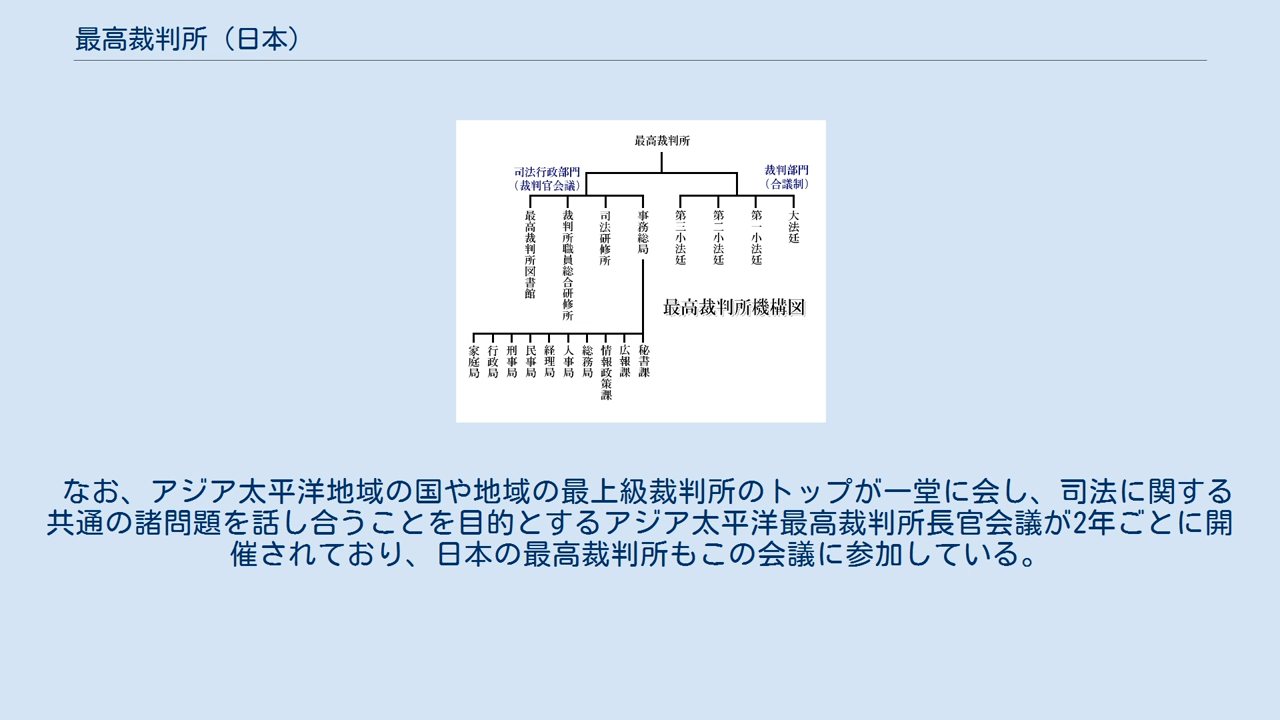 最高裁判所（日本）
最高裁判所
司法行政部門
（裁判官会議）
裁判部門
（合議制）
最高裁判所図書館
裁判所職員総合研修所
司法研修所
事務総局
第三小法廷
第二小法廷
第一小法廷
大法廷
最高裁判所機構図
家庭局
行政局
刑事局
民事局
経理局
人事局
総務局
情報政策課
広報課
秘書課
なお、アジア太平洋地域の国や地域の最上級裁判所のトップが一堂に会し、司法に関する
共通の諸問題を話し合うことを目的とするアジア太平洋最高裁判所長官会議が2年ごとに開
催されており、日本の最高裁判所もこの会議に参加している。